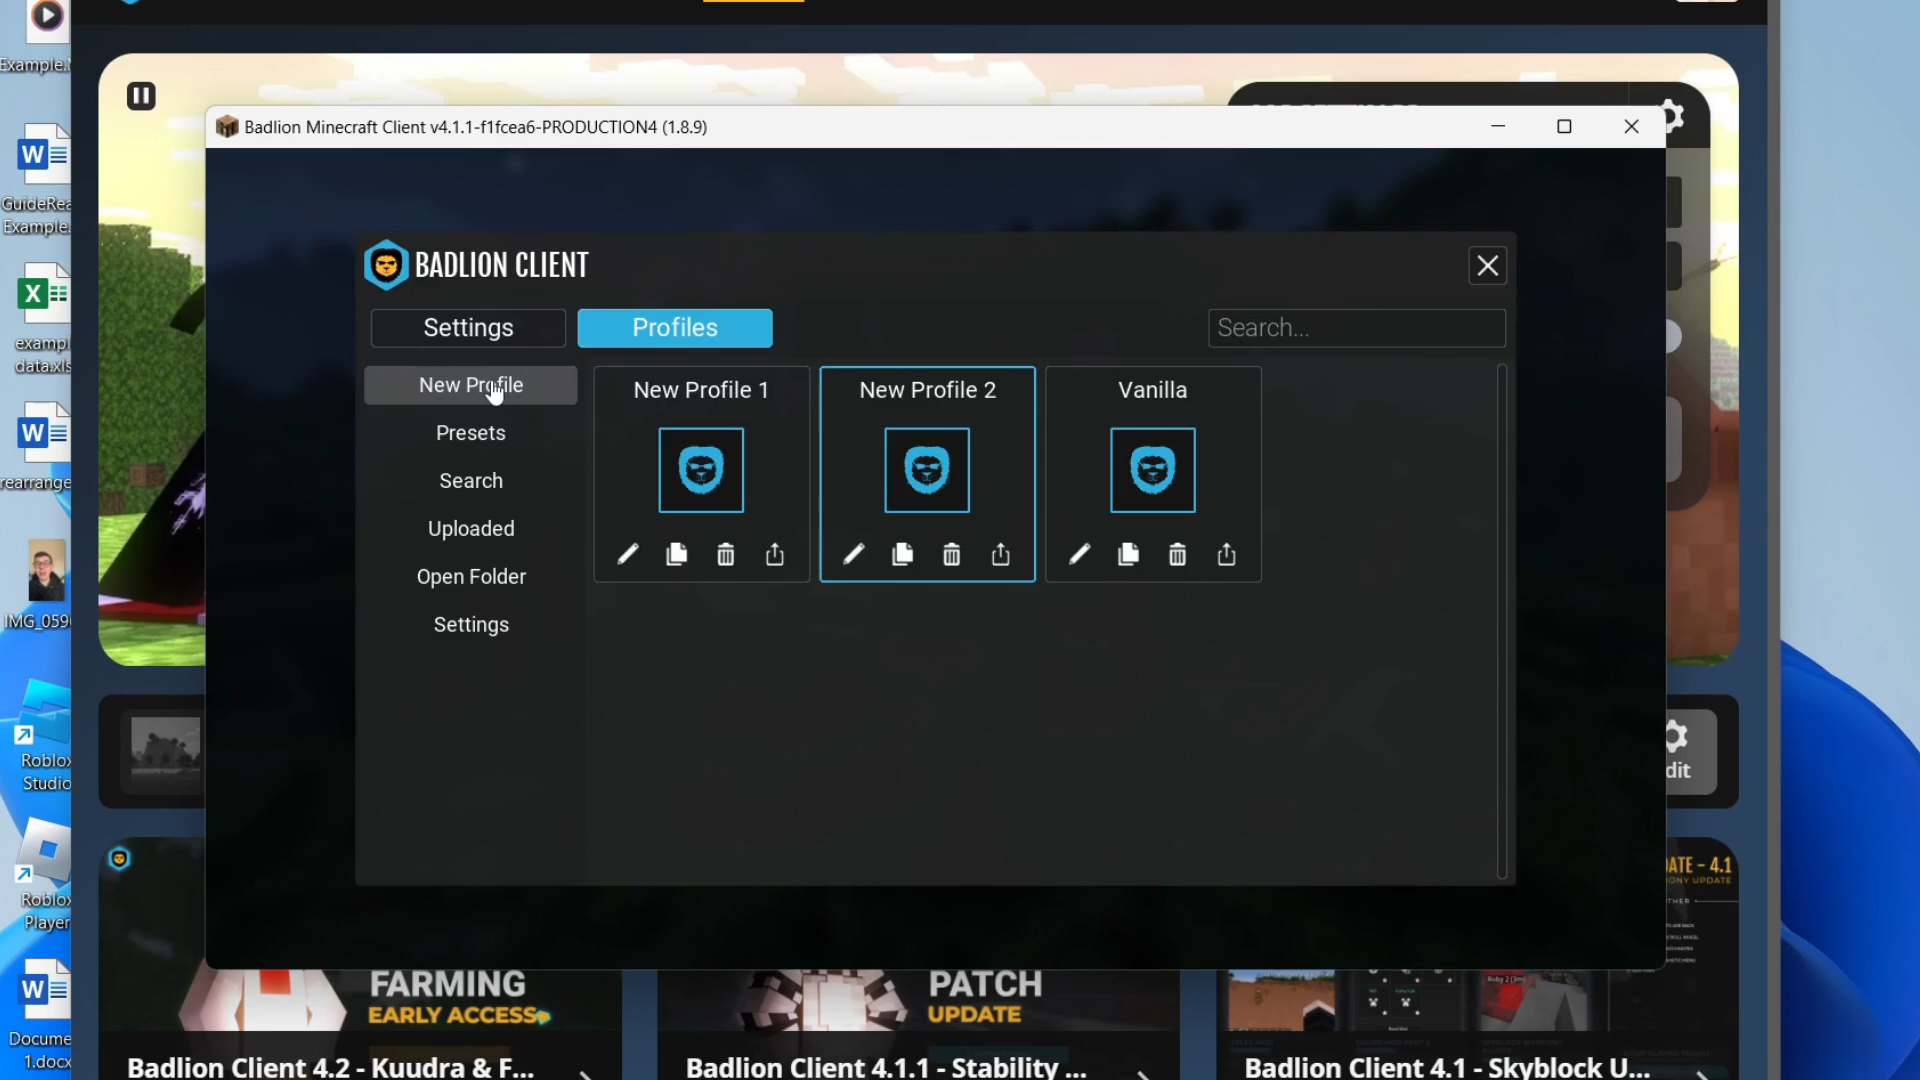 Example.
GuideRea
Example.
exampl
data.xls
rearrange
IMG_059
Roblox
Studio
Roblox
Player
Docume
1.docx
Badlion Minecraft Client v4.1.1-f1fcea6-PRODUCTION4 (1.8.9)
BADLION CLIENT
Settings
Profiles
Search...
New Profile
Presets
Search
Uploaded
Open Folder
Settings
New Profile 1
New Profile 2
Vanilla
dit
FARMING
EARLY ACCESS
Badlion Client 4.2 - Kuudra & F...
PATCH
UPDATE
Badlion Client 4.1.1 - Stability ...
ATE - 4.1
ONY UPDATE
Badlion Client 4.1 - Skyblock U...